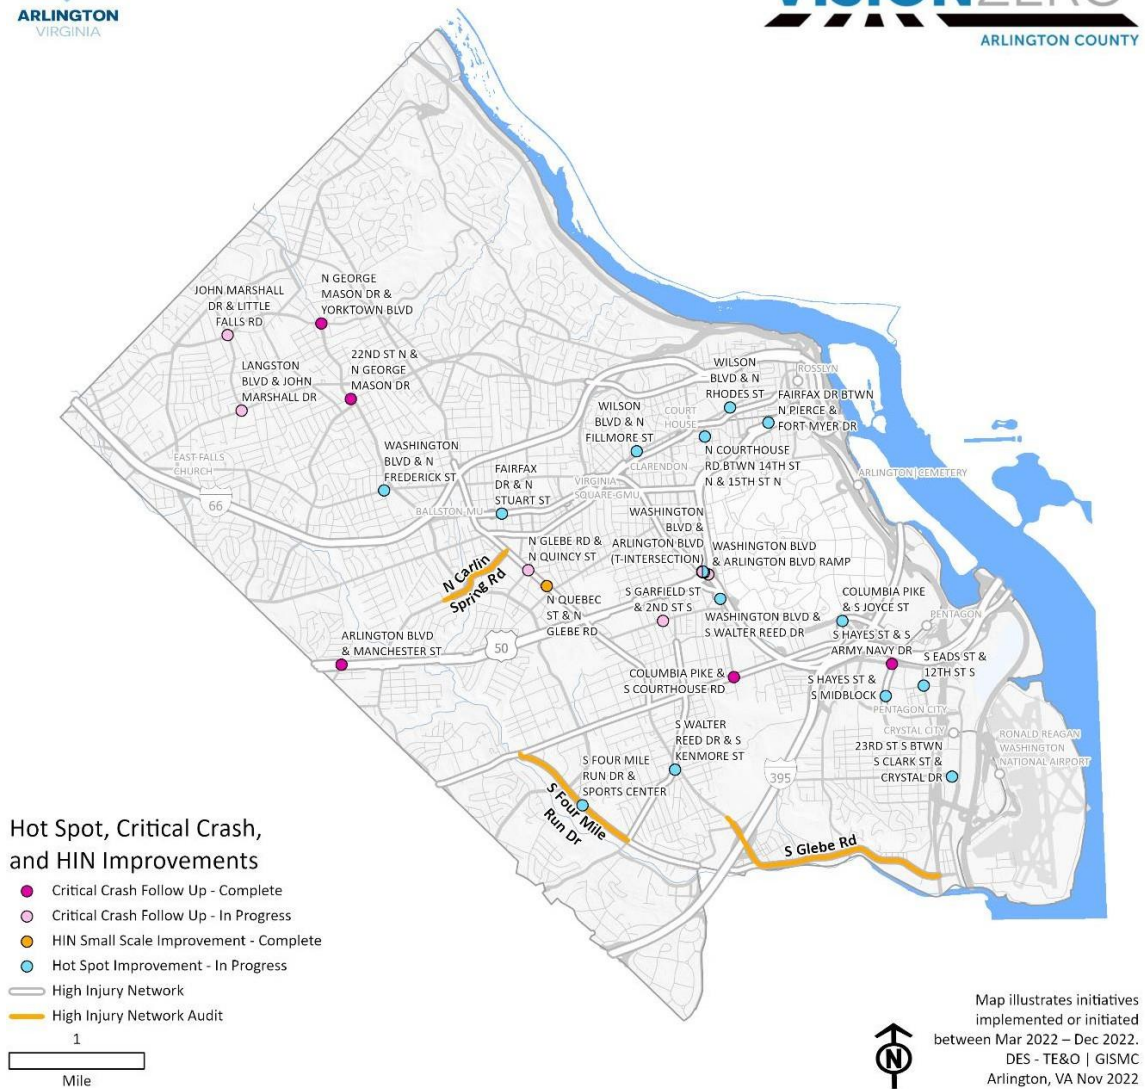 ARLINGTON
VIRGINIA
VISIONZERO
ARLINGTON COUNTY
JOHN MARSHALL
DR & LITTLE
FALLS RD
N GEORGE
MASON DR &
YORKTOWN BLVD
LANGSTON
BLVD & JOHN
MARSHALL DR
22ND ST N &
N GEORGE
MASON DR
WILSON
BLVD & N
RHODES ST
ROSSLYN
FAIRFAX DR BTWN
N PIERCE &
FORT MYER DR
WILSON
BLVD & N
FILLMORE ST
COURT
HOUSE
N COURTHOUSE
RD BTWN 14TH ST
N & 15TH ST N
CLARENDON
EAST FALLS
CHURCH
66
WASHINGTON
BLVD & N
FREDERICK ST
FAIRFAX
DR & N
STUART ST
VIRGINIA
SQUARE-GMU
BALLSTON-MU
ARLINGTON CEMETERY
WASHINGTON
BLVD &
ARLINGTON BLVD
(T-INTERSECTION)
WASHINGTON BLVD
& ARLINGTON BLVD RAMP
N GLEBE RD &
N QUINCY ST
N Carlin
Spring Rd
N QUEBEC
ST & N
GLEBE RD
S GARFIELD ST
& 2ND ST S
WASHINGTON BLVD &
S WALTER REED DR
COLUMBIA PIKE
& S JOYCE ST
PENTAGON
ARLINGTON BLVD
& MANCHESTER ST
50
S HAYES ST & S
ARMY NAVY DR
S EADS ST &
12TH ST S
COLUMBIA PIKE &
S COURTHOUSE RD
S HAYES ST &
S MIDBLOCK
PENTAGON CITY
CRYSTAL CITY
RONALD REAGAN
WASHINGTON
NATIONAL AIRPORT
S WALTER
REED DR & S
KENMORE ST
23RD ST S BTWN
S CLARK ST &
CRYSTAL DR
S FOUR MILE
RUN DR &
SPORTS CENTER
395
S Four Mile
Run Dr
S Glebe Rd
Hot Spot, Critical Crash,
and HIN Improvements
Critical Crash Follow Up - Complete
Critical Crash Follow Up - In Progress
HIN Small Scale Improvement - Complete
Hot Spot Improvement - In Progress
High Injury Network
High Injury Network Audit
1
Mile
N
Map illustrates initiatives
implemented or initiated
between Mar 2022 – Dec 2022.
DES - TE&O | GISMC
Arlington, VA Nov 2022